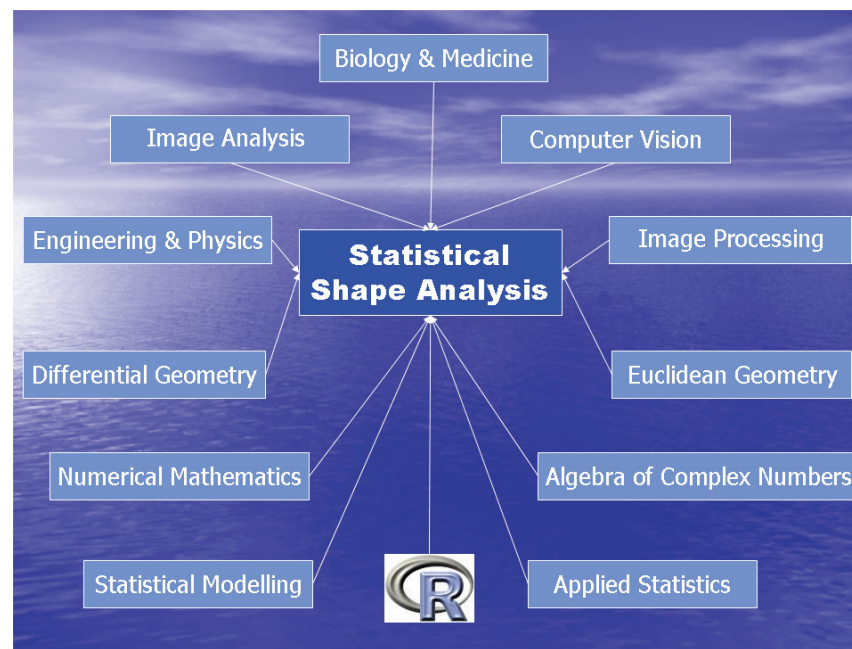 Biology & Medicine
Image Analysis
Computer Vision
Engineering & Physics
Statistical
Shape Analysis
Image Processing
Differential Geometry
Euclidean Geometry
Numerical Mathematics
Algebra of Complex Numbers
Statistical Modelling
R
Applied Statistics